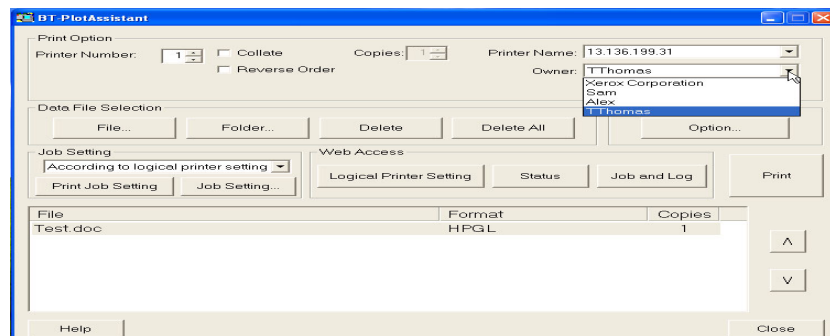 BT-PlotAssistant
Print Option
Printer Number: 1 Collate Copies: 1 Printer Name: 13.136.199.31
Reverse Order Owner: TThomas
Xerox Corporation
Sam
Alex
TThomas
Data File Selection
File... Folder... Delete Delete All Option...
Job Setting Web Access
According to logical printer setting
Logical Printer Setting Status Job and Log Print
Print Job Setting Job Setting...
File Format Copies
Test.doc HPGL 1
Help Close